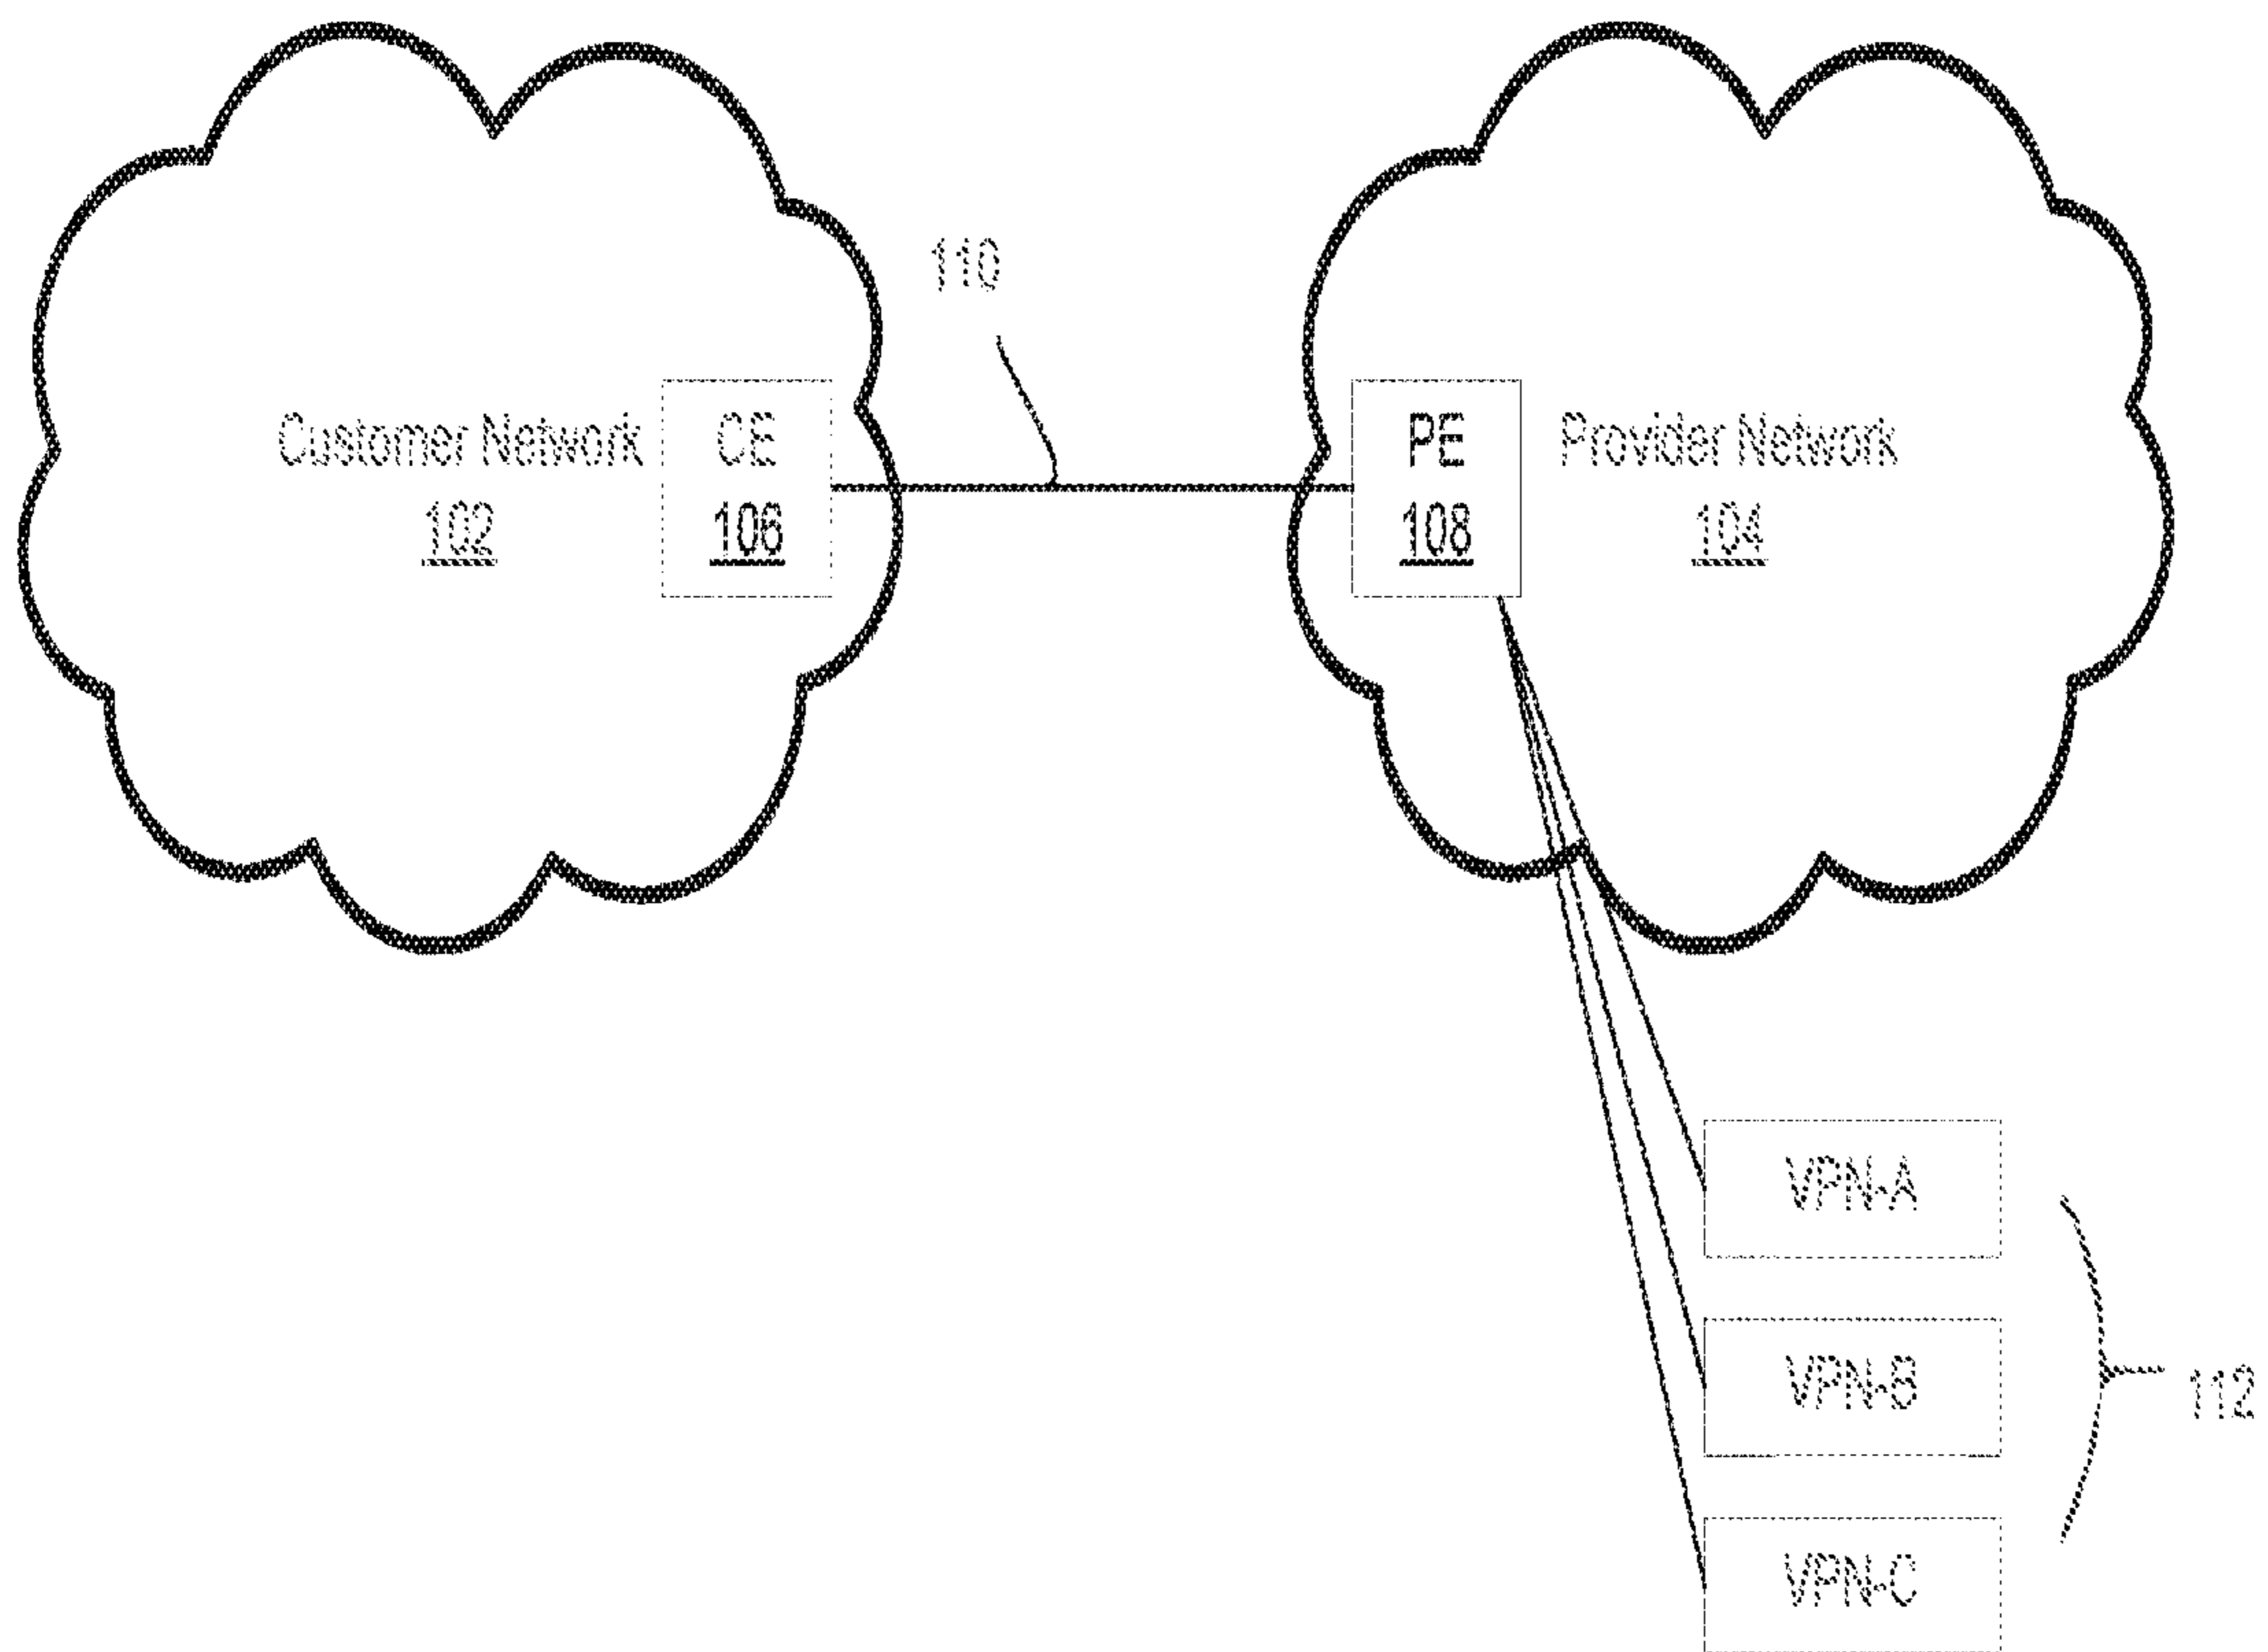 110
Customer Network
102
CE
106
PE
108
Provider Network
104
VPN-A
VPN-B
VPN-C
112